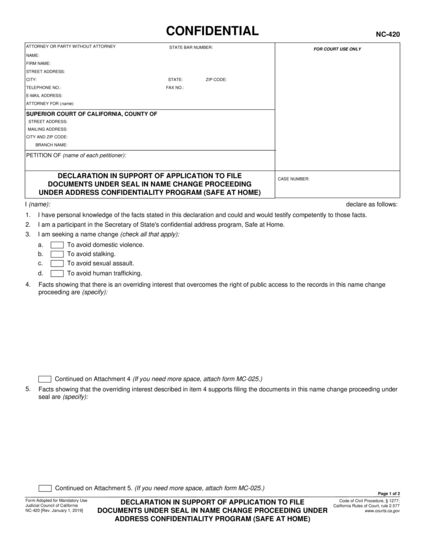 CONFIDENTIAL
NC-420
ATTORNEY OR PARTY WITHOUT ATTORNEY
STATE BAR NUMBER:
FOR COURT USE ONLY
NAME:
FIRM NAME:
STREET ADDRESS:
CITY: STATE: ZIP CODE:
TELEPHONE NO.: FAX NO.:
E-MAIL ADDRESS:
ATTORNEY FOR (name):
SUPERIOR COURT OF CALIFORNIA, COUNTY OF
STREET ADDRESS:
MAILING ADDRESS:
CITY AND ZIP CODE:
BRANCH NAME:
PETITION OF (name of each petitioner):
DECLARATION IN SUPPORT OF APPLICATION TO FILE
DOCUMENTS UNDER SEAL IN NAME CHANGE PROCEEDING
UNDER ADDRESS CONFIDENTIALITY PROGRAM (SAFE AT HOME)
CASE NUMBER:
I (name): declare as follows:
1. I have personal knowledge of the facts stated in this declaration and could and would testify competently to those facts.
2. I am a participant in the Secretary of State's confidential address program, Safe at Home.
3. I am seeking a name change (check all that apply):
a. To avoid domestic violence.
b. To avoid stalking.
c. To avoid sexual assault.
d. To avoid human trafficking.
4. Facts showing that there is an overriding interest that overcomes the right of public access to the records in this name change
proceeding are (specify):
Continued on Attachment 4 (If you need more space, attach form MC-025.)
5. Facts showing that the overriding interest described in item 4 supports filing the documents in this name change proceeding under
seal are (specify):
Continued on Attachment 5. (If you need more space, attach form MC-025.)
Page 1 of 2
Form Adopted for Mandatory Use
Judicial Council of California
NC-420 [Rev. January 1, 2019]
DECLARATION IN SUPPORT OF APPLICATION TO FILE
DOCUMENTS UNDER SEAL IN NAME CHANGE PROCEEDING UNDER
ADDRESS CONFIDENTIALITY PROGRAM (SAFE AT HOME)
Code of Civil Procedure, § 1277;
California Rules of Court, rule 2.577
www.courts.ca.gov